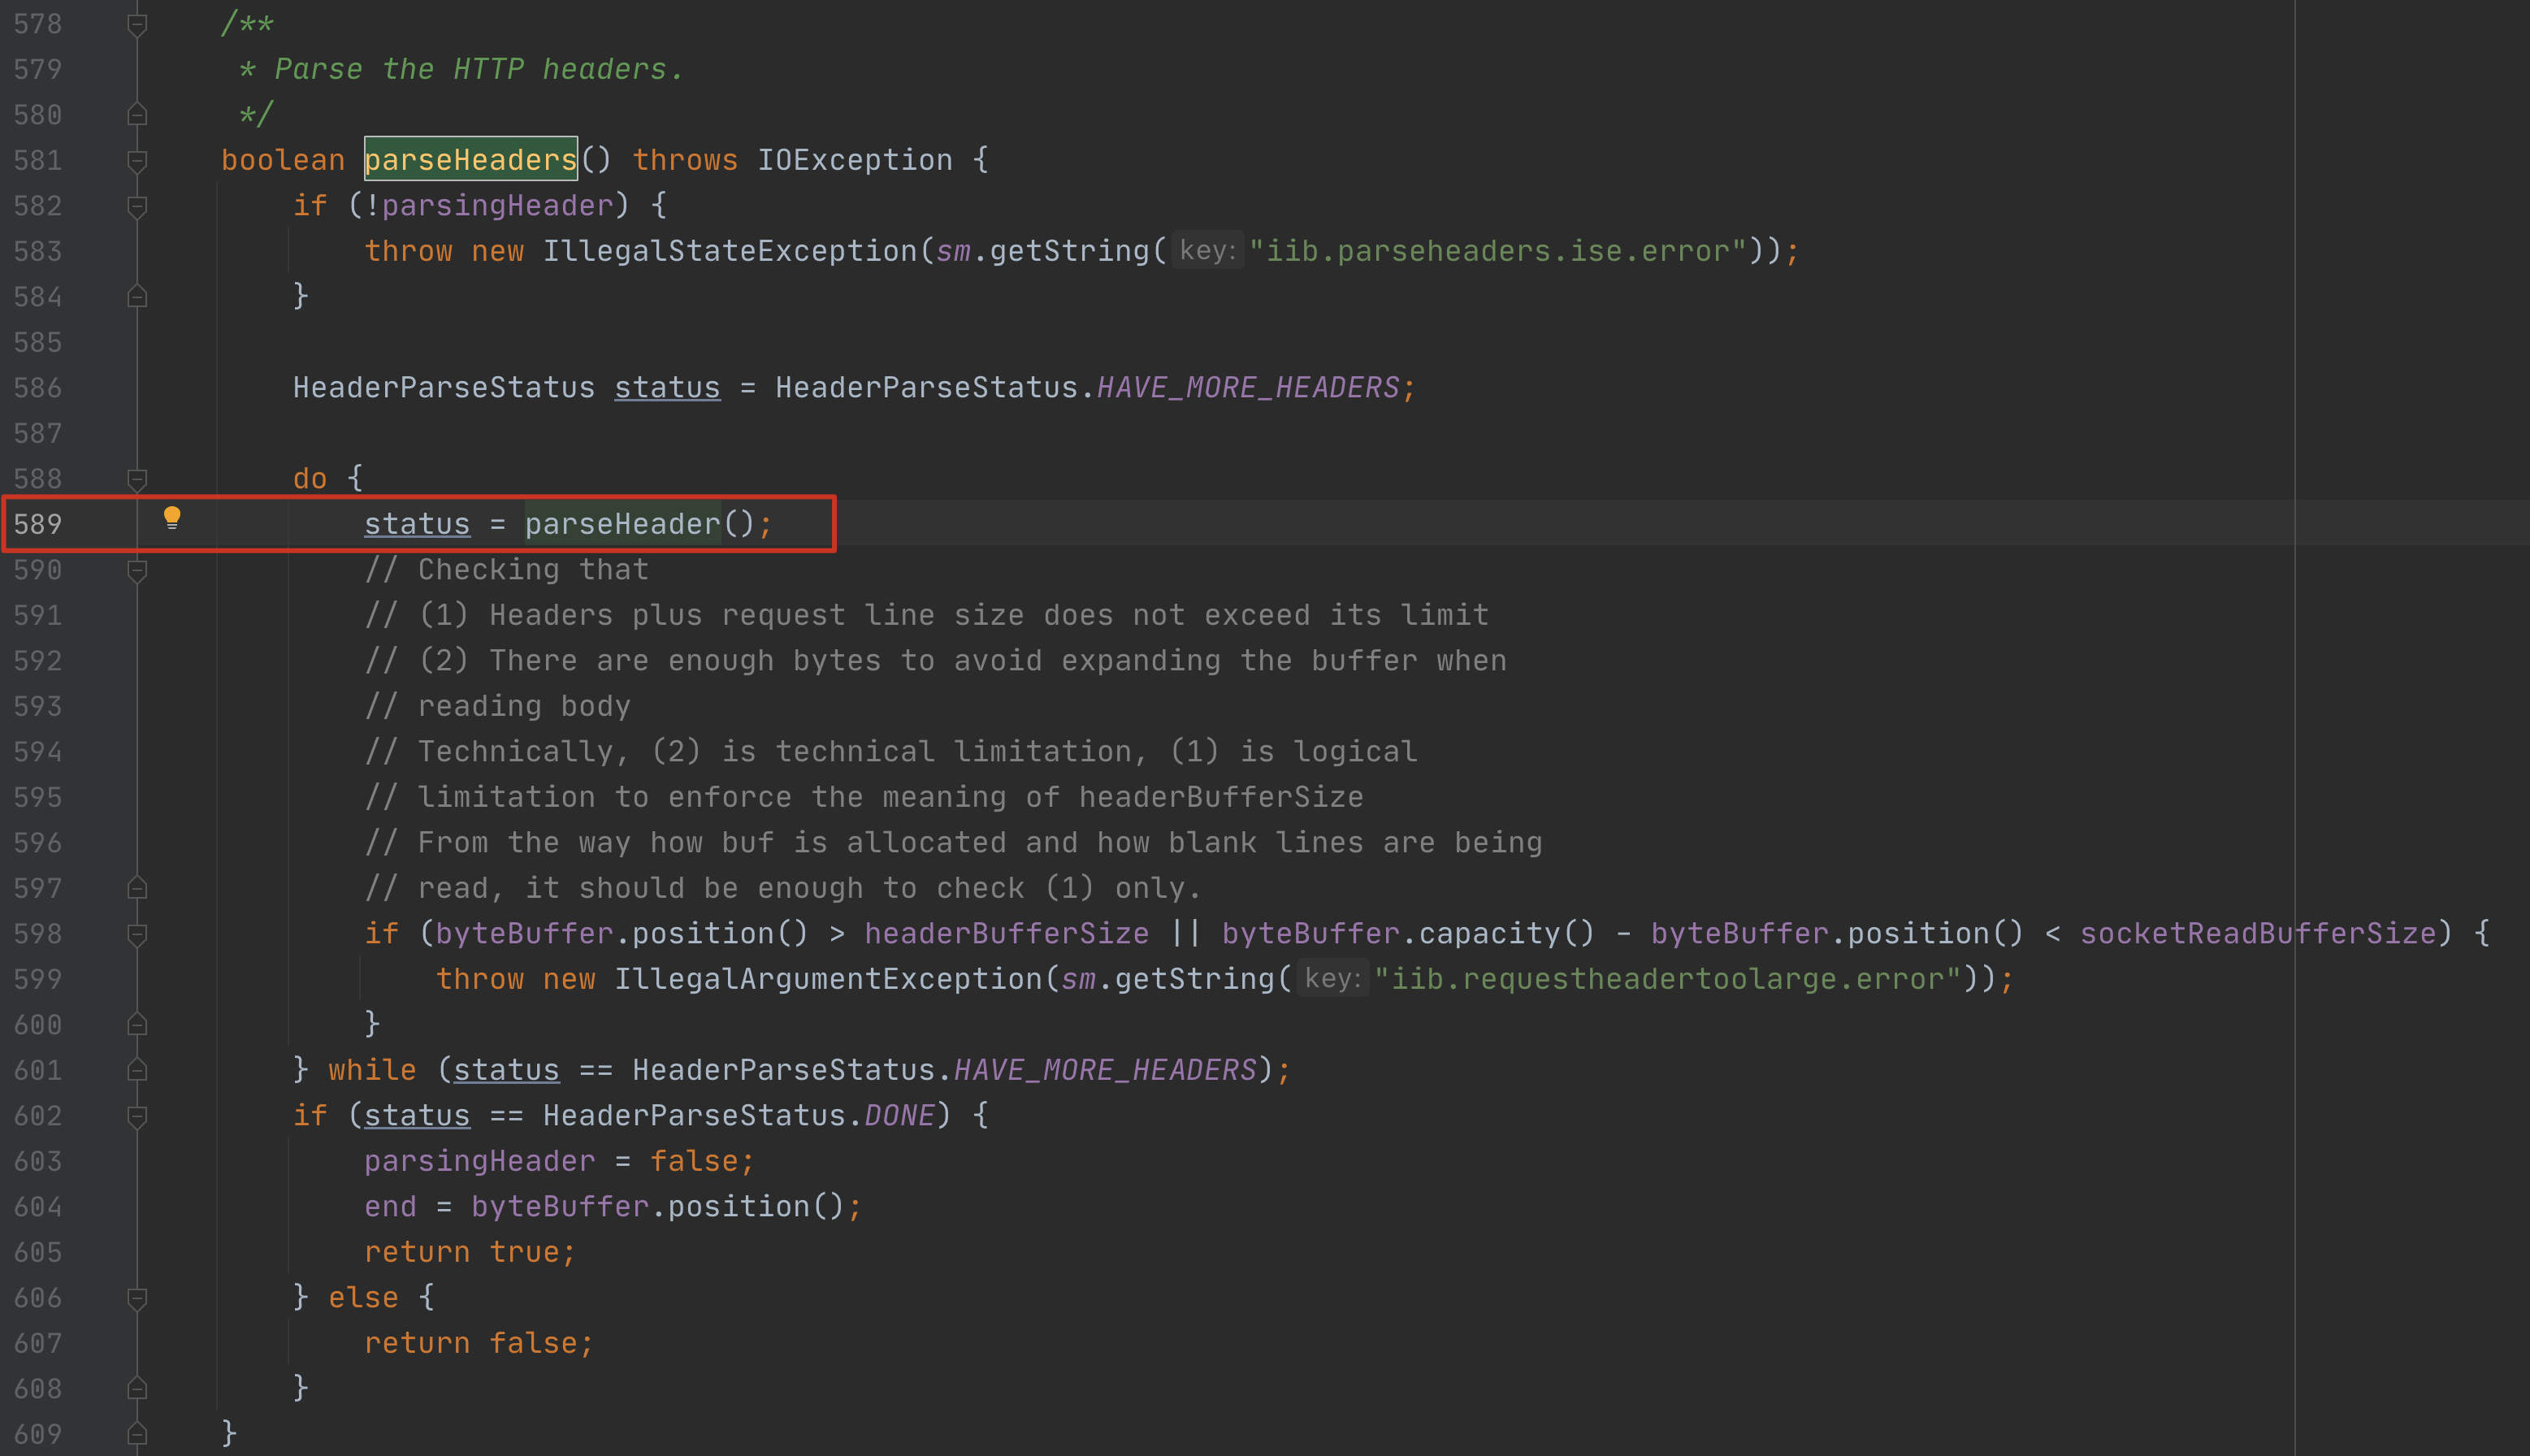 578 /**
579 * Parse the HTTP headers.
580 */
581 boolean parseHeaders() throws IOException {
582 if (!parsingHeader) {
583 throw new IllegalStateException(sm.getString( key: "iib.parseheaders.ise.error"));
584 }
585
586 HeaderParseStatus status = HeaderParseStatus.HAVE_MORE_HEADERS;
587
588 do {
589 status = parseHeader();
590 // Checking that
591 // (1) Headers plus request line size does not exceed its limit
592 // (2) There are enough bytes to avoid expanding the buffer when
593 // reading body
594 // Technically, (2) is technical limitation, (1) is logical
595 // limitation to enforce the meaning of headerBufferSize
596 // From the way how buf is allocated and how blank lines are being
597 // read, it should be enough to check (1) only.
598 if (byteBuffer.position() > headerBufferSize || byteBuffer.capacity() - byteBuffer.position() < socketReadBufferSize) {
599 throw new IllegalArgumentException(sm.getString( key: "iib.requestheadertoolarge.error"));
600 }
601 } while (status == HeaderParseStatus.HAVE_MORE_HEADERS);
602 if (status == HeaderParseStatus.DONE) {
603 parsingHeader = false;
604 end = byteBuffer.position();
605 return true;
606 } else {
607 return false;
608 }
609 }